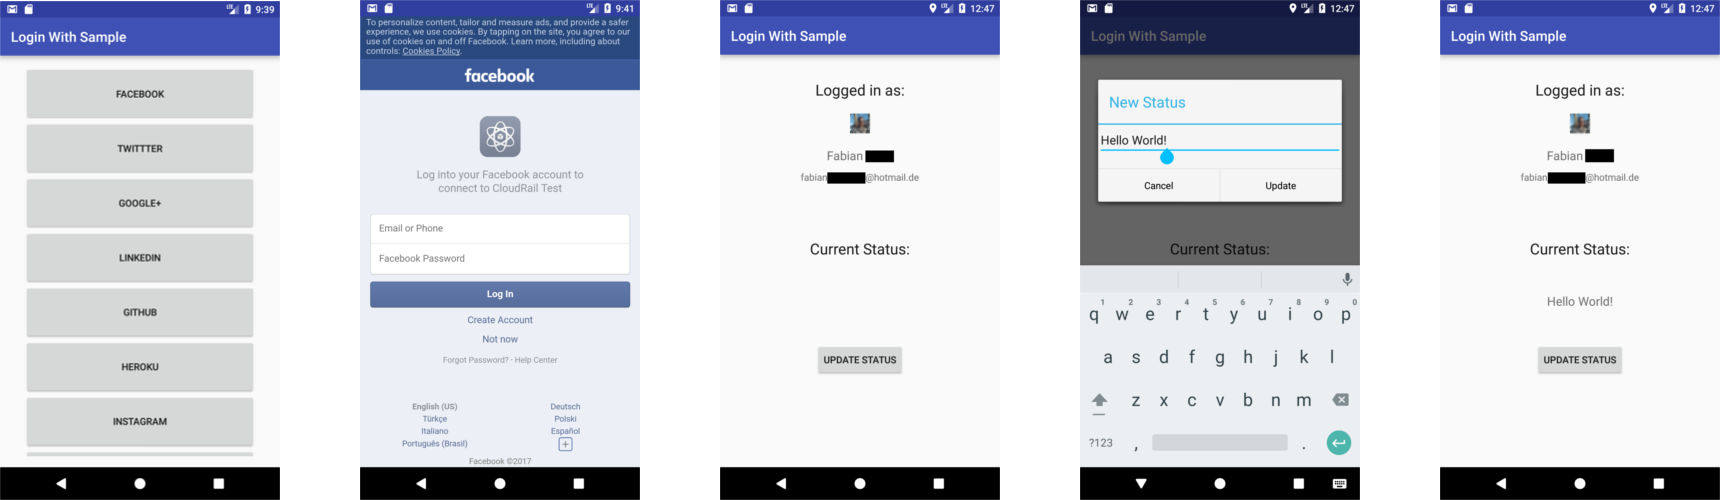 9:39
Login With Sample
FACEBOOK
TWITTTER
GOOGLE+
LINKEDIN
GITHUB
HEROKU
INSTAGRAM
9:41
To personalize content, tailor and measure ads, and provide a safer
experience, we use cookies. By tapping on the site, you agree to our
use of cookies on and off Facebook. Learn more, including about
controls: Cookies Policy.
facebook
Log into your Facebook account to
connect to CloudRail Test
Email or Phone
Facebook Password
Log In
Create Account
Not now
Forgot Password? · Help Center
English (US) Deutsch
Türkçe Polski
Italiano Español
Português (Brasil) +
Facebook ©2017
LTE 12:47
Login With Sample
Logged in as:
Fabian
fabian @hotmail.de
Current Status:
UPDATE STATUS
LTE 12:47
Login With Sample
New Status
Hello World!
Cancel Update
Current Status:
1 2 3 4 5 6 7 8 9 0
q w e r t y u i o p
a s d f g h j k l
z x c v b n m
?123 , .
LTE 12:47
Login With Sample
Logged in as:
Fabian
fabian @hotmail.de
Current Status:
Hello World!
UPDATE STATUS